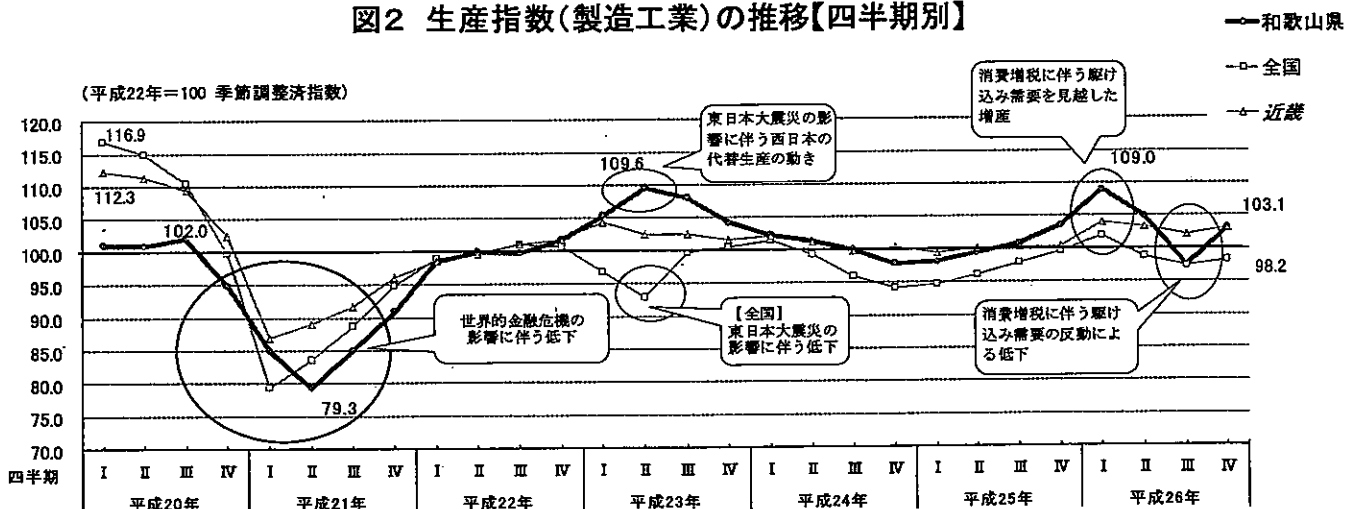 図2 生産指数(製造工業)の推移【四半期別】
和歌山県
全国
近畿
(平成22年=100 季節調整済指数)
消費増税に伴う駆け
込み需要を見越した
増産
東日本大震災の影
響に伴う西日本の
代替生産の動き
120.0
115.0
110.0
105.0
100.0
95.0
90.0
85.0
80.0
75.0
70.0
116.9
112.3
102.0
79.3
109.6
109.0
103.1
98.2
世界的金融危機の
影響に伴う低下
【全国】
東日本大震災の
影響に伴う低下
消費増税に伴う駆け
込み需要の反動によ
る低下
四半期
Ⅰ Ⅱ Ⅲ Ⅳ Ⅰ Ⅱ Ⅲ Ⅳ Ⅰ Ⅱ Ⅲ Ⅳ Ⅰ Ⅱ Ⅲ Ⅳ Ⅰ Ⅱ Ⅲ Ⅳ Ⅰ Ⅱ Ⅲ Ⅳ Ⅰ Ⅱ Ⅲ Ⅳ
平成20年 平成21年 平成22年 平成23年 平成24年 平成25年 平成26年